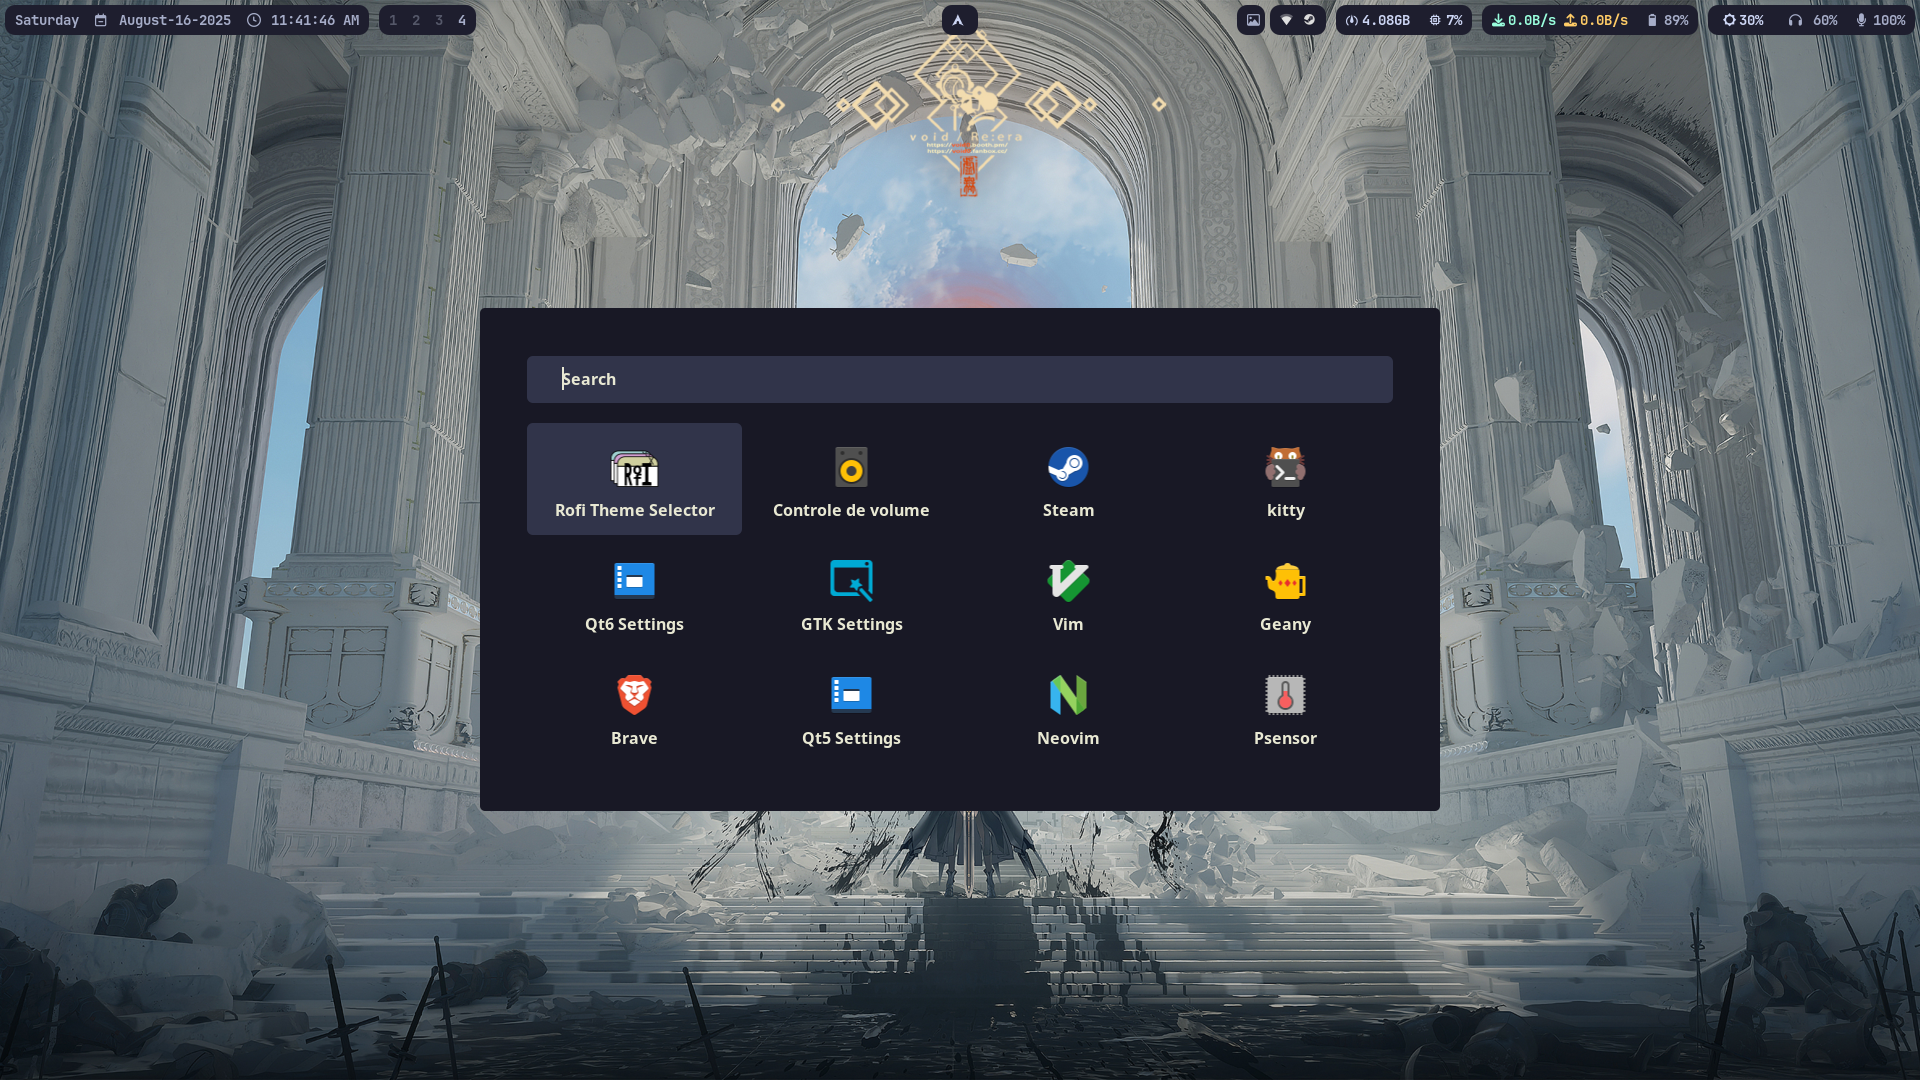 Saturday August-16-2025 11:41:46 AM 1 2 3 4 4.08GB 7% 0.0B/s 0.0B/s 89% 30% 60% 100%
void / Re:era
Search
Rofi Theme Selector Controle de volume Steam kitty
Qt6 Settings GTK Settings Vim Geany
Brave Qt5 Settings Neovim Psensor